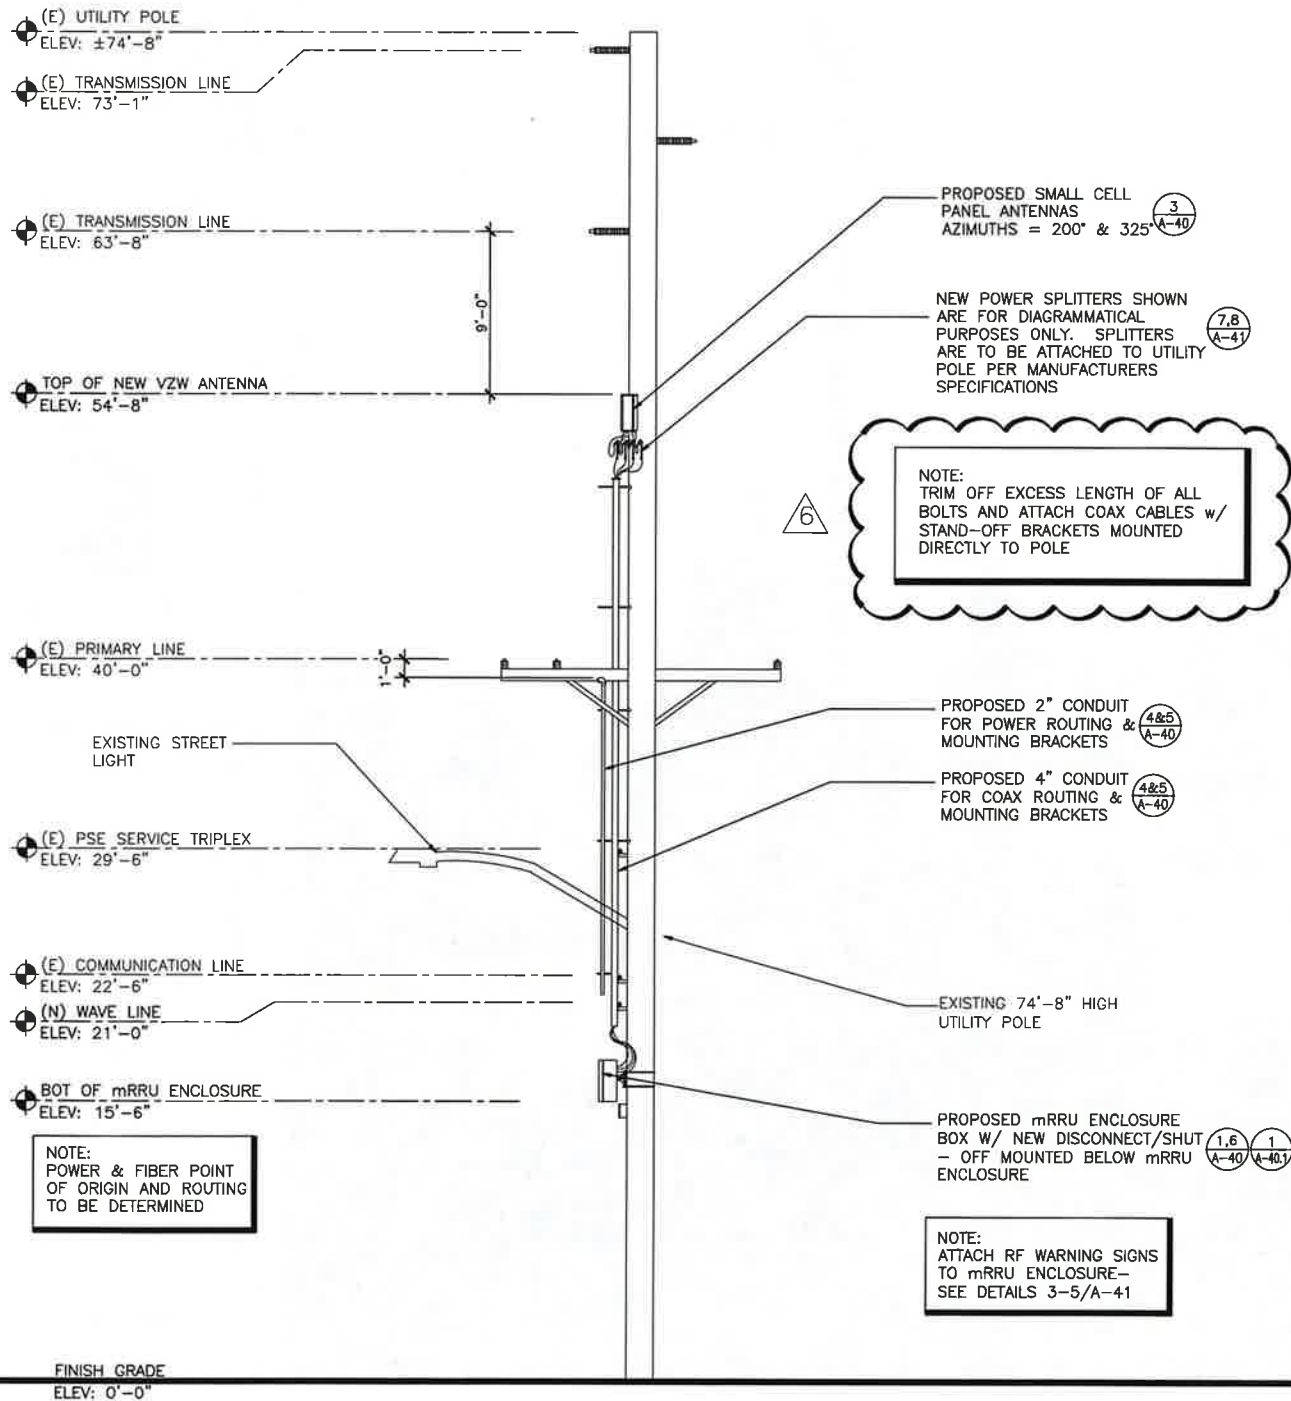 (E) UTILITY POLE
ELEV: ±74'-8"
(E) TRANSMISSION LINE
ELEV: 73'-1"
(E) TRANSMISSION LINE
ELEV: 63'-8"
9'-0"
TOP OF NEW VZW ANTENNA
ELEV: 54'-8"
(E) PRIMARY LINE
ELEV: 40'-0"
1'-0"
EXISTING STREET
LIGHT
(E) PSE SERVICE TRIPLEX
ELEV: 29'-6"
(E) COMMUNICATION LINE
ELEV: 22'-6"
(N) WAVE LINE
ELEV: 21'-0"
BOT OF mRRU ENCLOSURE
ELEV: 15'-6"
NOTE:
POWER & FIBER POINT
OF ORIGIN AND ROUTING
TO BE DETERMINED
FINISH GRADE
ELEV: 0'-0"
PROPOSED SMALL CELL
PANEL ANTENNAS
AZIMUTHS = 200° & 325°
3
A-40
NEW POWER SPLITTERS SHOWN
ARE FOR DIAGRAMMATICAL
PURPOSES ONLY. SPLITTERS
ARE TO BE ATTACHED TO UTILITY
POLE PER MANUFACTURERS
SPECIFICATIONS
7,8
A-41
6
NOTE:
TRIM OFF EXCESS LENGTH OF ALL
BOLTS AND ATTACH COAX CABLES w/
STAND-OFF BRACKETS MOUNTED
DIRECTLY TO POLE
PROPOSED 2" CONDUIT
FOR POWER ROUTING &
MOUNTING BRACKETS
4&5
A-40
PROPOSED 4" CONDUIT
FOR COAX ROUTING &
MOUNTING BRACKETS
4&5
A-40
EXISTING 74'-8" HIGH
UTILITY POLE
PROPOSED mRRU ENCLOSURE
BOX W/ NEW DISCONNECT/SHUT
- OFF MOUNTED BELOW mRRU
ENCLOSURE
1,6
A-40
1
A-40.1
NOTE:
ATTACH RF WARNING SIGNS
TO mRRU ENCLOSURE-
SEE DETAILS 3-5/A-41